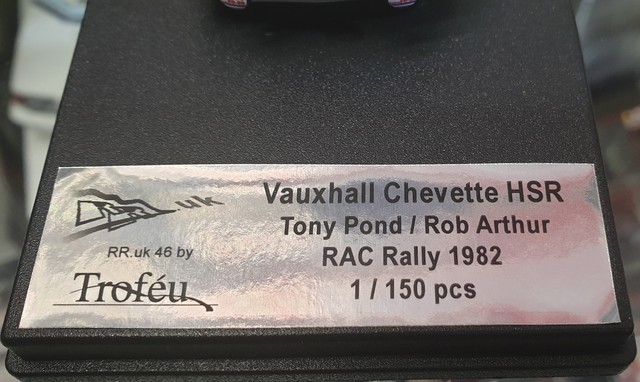 uk
RR.uk 46 by
Troféu
Vauxhall Chevette HSR
Tony Pond / Rob Arthur
RAC Rally 1982
1 / 150 pcs